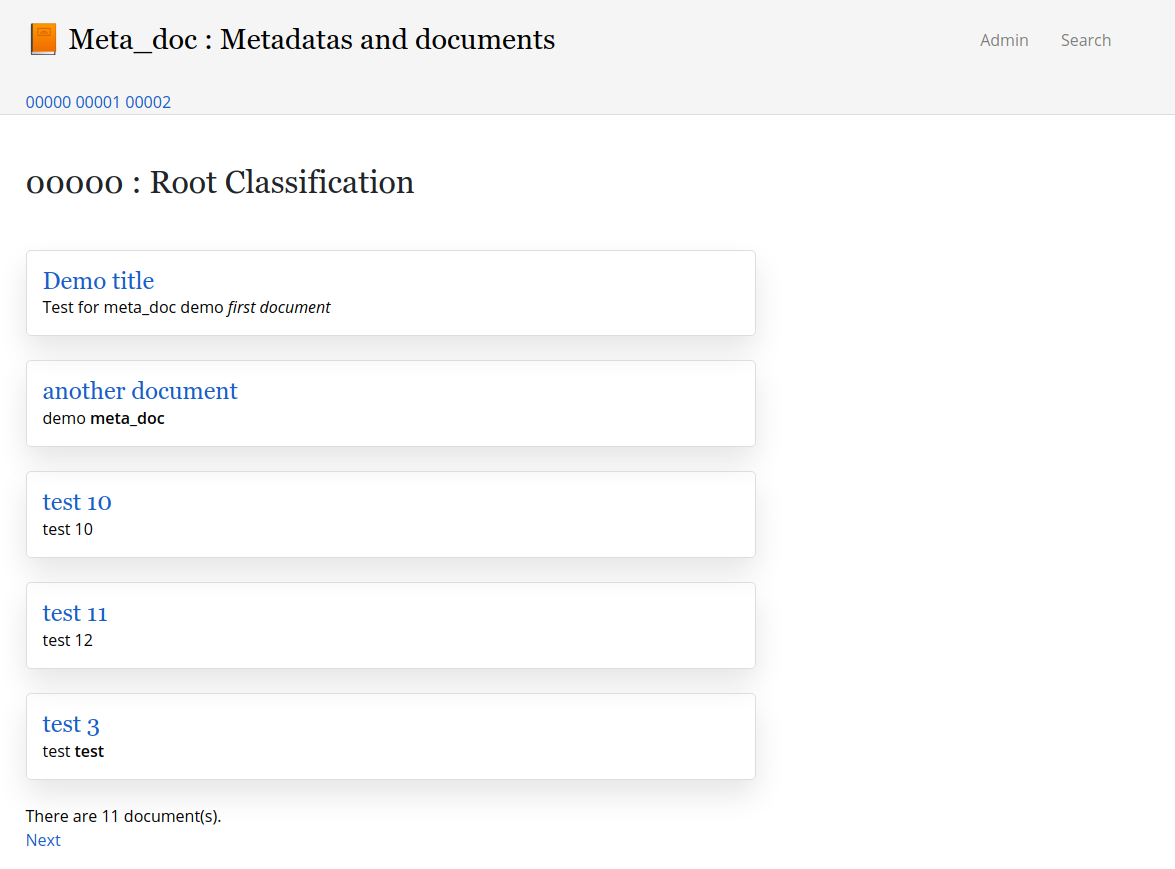 Meta_doc : Metadatas and documents
Admin
Search
00000 00001 00002
00000 : Root Classification
Demo title
Test for meta_doc demo first document
another document
demo meta_doc
test 10
test 10
test 11
test 12
test 3
test test
There are 11 document(s).
Next